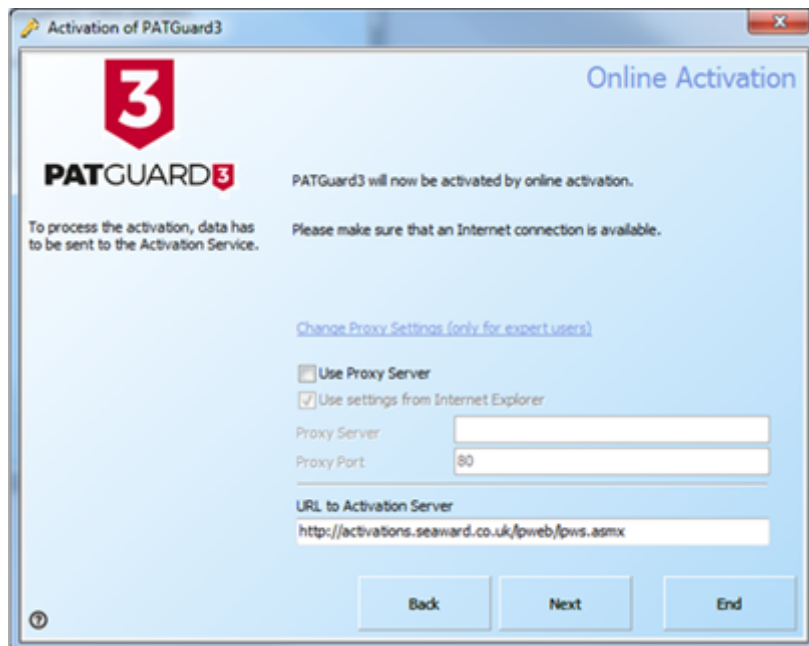 Activation of PATGuard3
Online Activation
3
PATGUARD3
To process the activation, data has
to be sent to the Activation Service.
PATGuard3 will now be activated by online activation.
Please make sure that an Internet connection is available.
Change Proxy Settings (only for expert users)
Use Proxy Server
Use settings from Internet Explorer
Proxy Server
Proxy Port 80
URL to Activation Server
http://activations.seaward.co.uk/lpweb/lpws.asmx
Back Next End
?